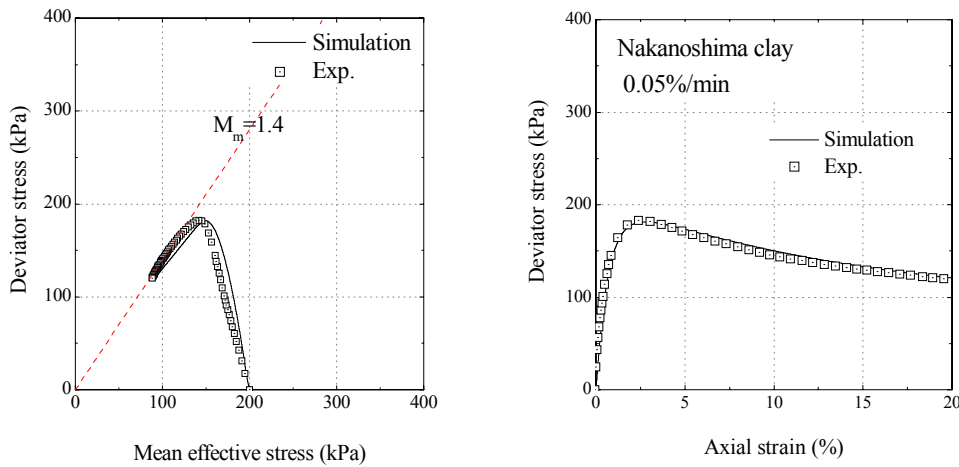 400
300
200
100
0
Deviator stress (kPa)
Simulation
Exp.
M_m=1.4
0 100 200 300 400
Mean effective stress (kPa)
400
300
200
100
0
Deviator stress (kPa)
Nakanoshima clay
0.05%/min
Simulation
Exp.
0 5 10 15 20
Axial strain (%)